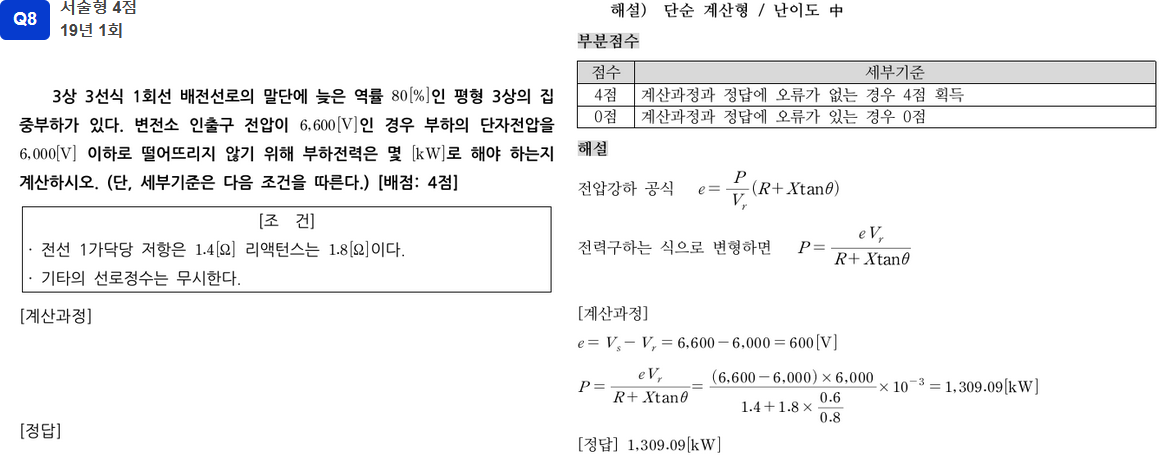 Q8
서술형 4점
19년 1회
3상 3선식 1회선 배전선로의 말단에 늦은 역률 80[%]인 평형 3상의 집
중부하가 있다. 변전소 인출구 전압이 6,600[V]인 경우 부하의 단자전압을
6,000[V] 이하로 떨어뜨리지 않기 위해 부하전력은 몇 [kW]로 해야 하는지
계산하시오. (단, 세부기준은 다음 조건을 따른다.) [배점: 4점]
[조 건]
· 전선 1가닥당 저항은 1.4[Ω] 리액턴스는 1.8[Ω]이다.
· 기타의 선로정수는 무시한다.
[계산과정]
[정답]
해설) 단순 계산형 / 난이도 中
부분점수
점수 세부기준
4점 계산과정과 정답에 오류가 없는 경우 4점 획득
0점 계산과정과 정답에 오류가 있는 경우 0점
해설
전압강하 공식 e = P/V_r (R + Xtanθ)
전력구하는 식으로 변형하면 P = eV_r/(R + Xtanθ)
[계산과정]
e = V_s − V_r = 6,600 − 6,000 = 600[V]
P = eV_r/(R + Xtanθ) = ((6,600 − 6,000) × 6,000)/(1.4 + 1.8 × 0.6/0.8) × 10⁻³ = 1,309.09[kW]
[정답] 1,309.09[kW]